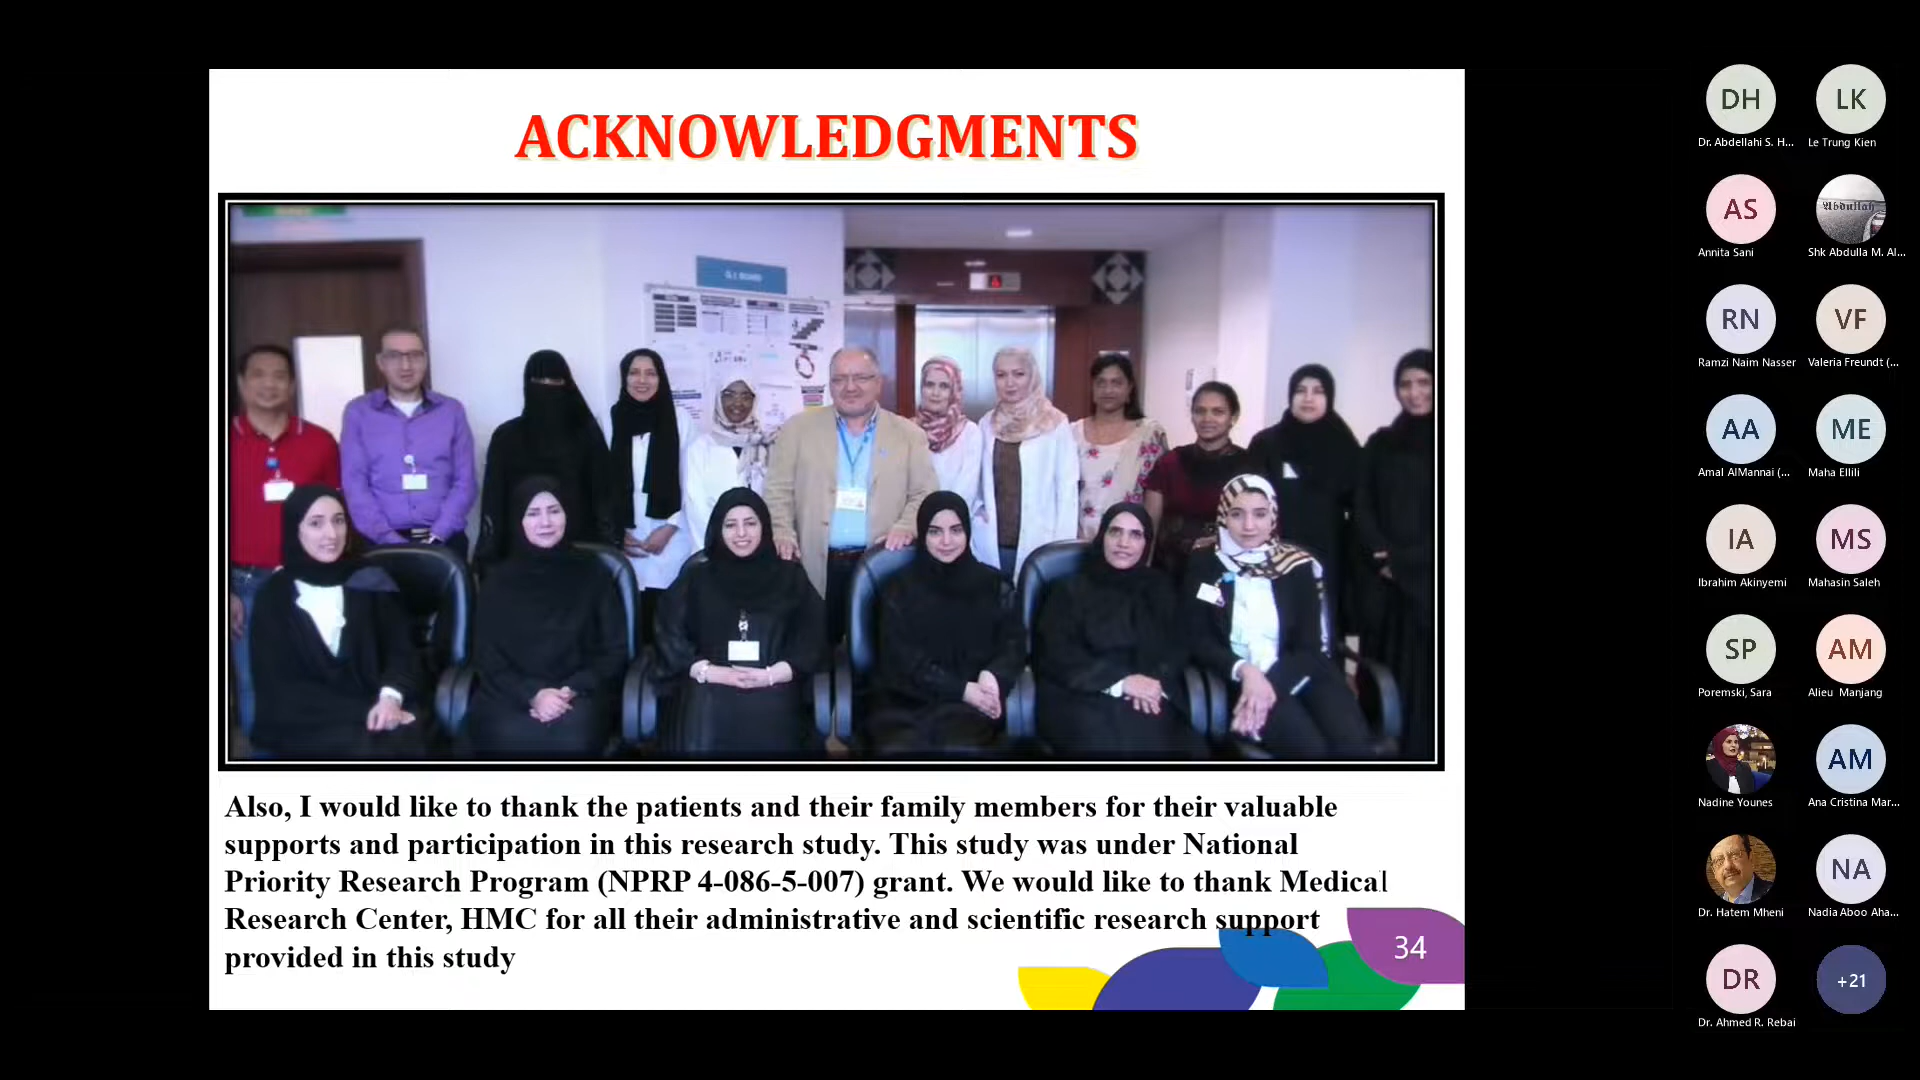 ACKNOWLEDGMENTS
Also, I would like to thank the patients and their family members for their valuable
supports and participation in this research study. This study was under National
Priority Research Program (NPRP 4-086-5-007) grant. We would like to thank Medical
Research Center, HMC for all their administrative and scientific research support
provided in this study
34
DH
LK
Dr. Abdellahi S. H...
Le Trung Kien
AS
Abdullah
Annita Sani
Shk Abdulla M. Al...
RN
VF
Ramzi Naim Nasser
Valeria Freundt (...
AA
ME
Amal AlMannai (...
Maha Ellili
IA
MS
Ibrahim Akinyemi
Mahasin Saleh
SP
AM
Poremski, Sara
Alieu Manjang
AM
Nadine Younes
Ana Cristina Mar...
NA
Dr. Hatem Mheni
Nadia Aboo Aha...
DR
+21
Dr. Ahmed R. Rebai